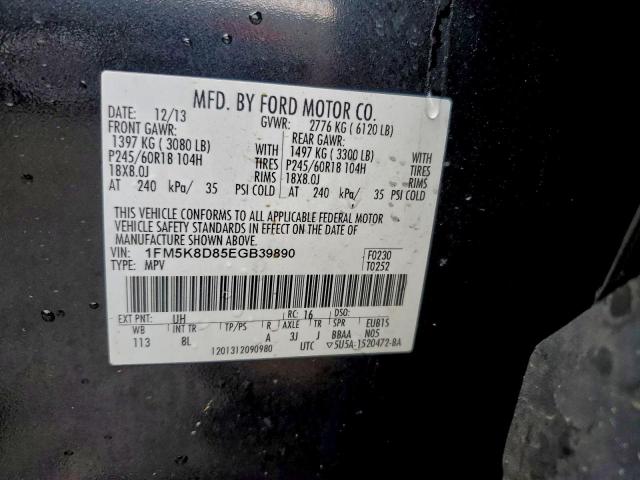 MFD. BY FORD MOTOR CO.
DATE: 12/13 GVWR: 2776 KG ( 6120 LB)
FRONT GAWR: REAR GAWR:
1397 KG ( 3080 LB) WITH 1497 KG ( 3300 LB) WITH
P245/60R18 104H TIRES P245/60R18 104H TIRES
18X8.0J RIMS 18X8.0J RIMS
AT 240 kPa/ 35 PSI COLD AT 240 kPa/ 35 PSI COLD
THIS VEHICLE CONFORMS TO ALL APPLICABLE FEDERAL MOTOR
VEHICLE SAFETY STANDARDS IN EFFECT ON THE DATE OF
MANUFACTURE SHOWN ABOVE.
VIN: 1FM5K8D85EGB39890 F0230
TYPE: MPV T0252
EXT PNT: UH RC: 16 DSO:
WB INT TR TP/PS R AXLE TR SPR EUB1S
113 8L A 3J J BBAA N05
1201312090980 UTC ▽5U5A-1520472-BA